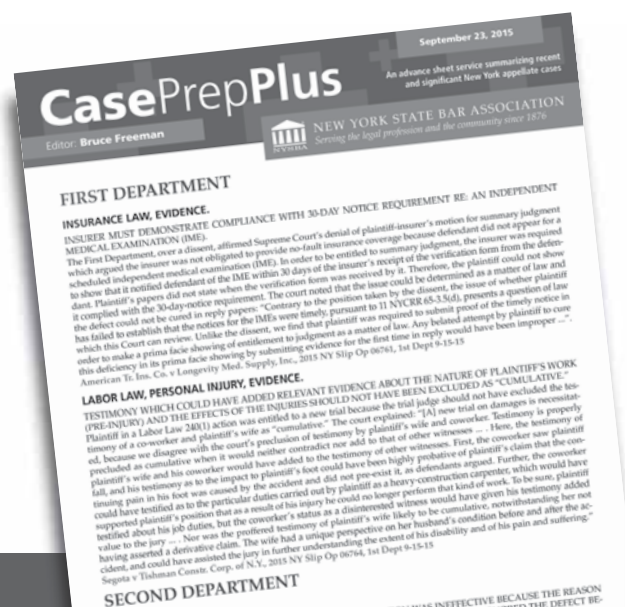 September 23, 2015
CasePrepPlus
An advance sheet service summarizing recent
and significant New York appellate cases
Editor: Bruce Freeman
NYSBA
NEW YORK STATE BAR ASSOCIATION
Serving the legal profession and the community since 1876
FIRST DEPARTMENT
INSURANCE LAW, EVIDENCE.
INSURER MUST DEMONSTRATE COMPLIANCE WITH 30-DAY NOTICE REQUIREMENT RE: AN INDEPENDENT
MEDICAL EXAMINATION (IME).
The First Department, over a dissent, affirmed Supreme Court's denial of plaintiff-insurer's motion for summary judgment
which argued the insurer was not obligated to provide no-fault insurance coverage because defendant did not appear for a
scheduled independent medical examination (IME). In order to be entitled to summary judgment, the insurer was required
to show that it notified defendant of the IME within 30 days of the insurer's receipt of the verification form from the defen-
dant. Plaintiff's papers did not state when the verification form was received by it. Therefore, the plaintiff could not show
it complied with the 30-day-notice requirement. The court noted that the issue could be determined as a matter of law and
the defect could not be cured in reply papers: "Contrary to the position taken by the dissent, the issue of whether plaintiff
has failed to establish that the notices for the IMEs were timely, pursuant to 11 NYCRR 65-3.5(d), presents a question of law
which this Court can review. Unlike the dissent, we find that plaintiff was required to submit proof of the timely notice in
order to make a prima facie showing of entitlement to judgment as a matter of law. Any belated attempt by plaintiff to cure
this deficiency in its prima facie showing by submitting evidence for the first time in reply would have been improper ... ".
American Tr. Ins. Co. v Longevity Med. Supply, Inc., 2015 NY Slip Op 06761, 1st Dept 9-15-15
LABOR LAW, PERSONAL INJURY, EVIDENCE.
TESTIMONY WHICH COULD HAVE ADDED RELEVANT EVIDENCE ABOUT THE NATURE OF PLAINTIFF'S WORK
(PRE-INJURY) AND THE EFFECTS OF THE INJURIES SHOULD NOT HAVE BEEN EXCLUDED AS "CUMULATIVE."
Plaintiff in a Labor Law 240(1) action was entitled to a new trial because the trial judge should not have excluded the tes-
timony of a coworker and plaintiff's wife as "cumulative." The court explained: "[A] new trial on damages is necessitat-
ed, because we disagree with the court's preclusion of testimony by plaintiff's wife and coworker. Testimony is properly
precluded as cumulative when it would neither contradict nor add to that of other witnesses ... . Here, the testimony of
plaintiff's wife and his coworker would have added to the testimony of other witnesses. First, the coworker saw plaintiff
fall, and his testimony as to the impact to plaintiff's foot could have been highly probative of plaintiff's claim that the con-
tinuing pain in his foot was caused by the accident and did not pre-exist it, as defendants argued. Further, the coworker
could have testified as to the particular duties carried out by plaintiff as a heavy-construction carpenter, which would have
supported plaintiff's position that as a result of his injury he could no longer perform that kind of work. To be sure, plaintiff
testified about his job duties, but the coworker's status as a disinterested witness would have given his testimony added
value to the jury ... . Nor was the proffered testimony of plaintiff's wife likely to be cumulative, notwithstanding her not
having asserted a derivative claim. The wife had a unique perspective on her husband's condition before and after the ac-
cident, and could have assisted the jury in further understanding the extent of his disability and of his pain and suffering."
Segota v Tishman Constr. Corp. of N.Y., 2015 NY Slip Op 06764, 1st Dept 9-15-15
SECOND DEPARTMENT
WAS INEFFECTIVE BECAUSE THE REASON
THE DEFECT BE-